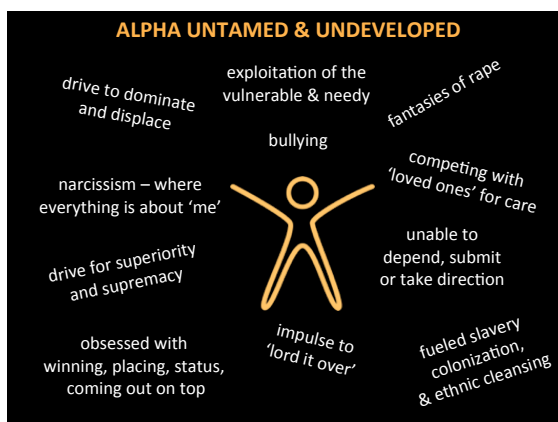 ALPHA UNTAMED & UNDEVELOPED
drive to dominate
and displace
exploitation of the
vulnerable & needy
fantasies of rape
bullying
narcissism – where
everything is about ‘me’
competing with
‘loved ones’ for care
drive for superiority
and supremacy
unable to
depend, submit
or take direction
obsessed with
winning, placing, status,
coming out on top
impulse to
‘lord it over’
fueled slavery
colonization,
& ethnic cleansing